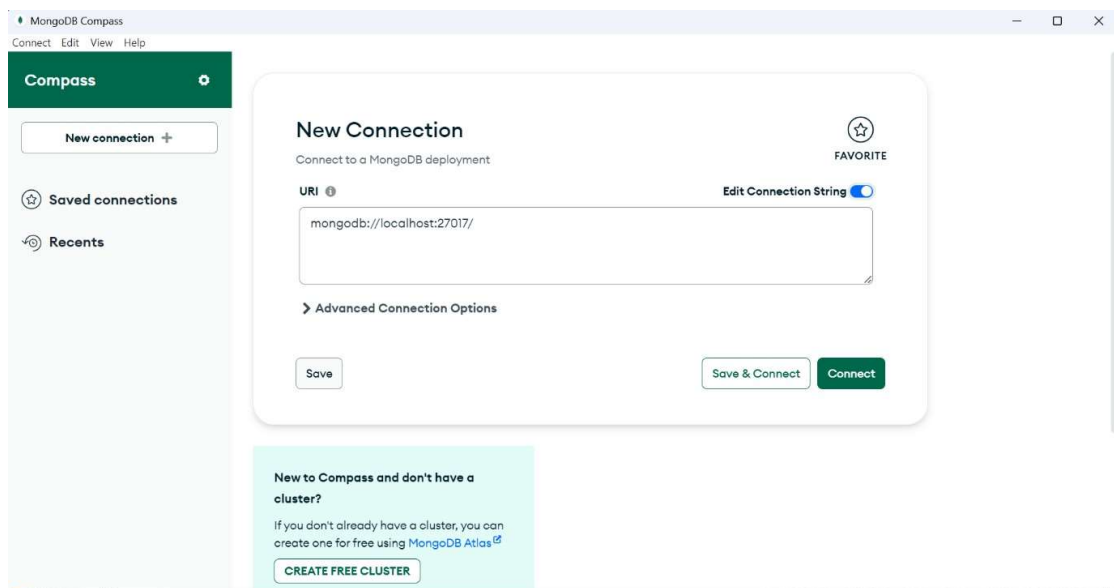 MongoDB Compass
Connect Edit View Help
Compass
New connection
Saved connections
Recents
New Connection
Connect to a MongoDB deployment
FAVORITE
URI
Edit Connection String
mongodb://localhost:27017/
Advanced Connection Options
Save
Save & Connect
Connect
New to Compass and don't have a
cluster?
If you don't already have a cluster, you can
create one for free using MongoDB Atlas
CREATE FREE CLUSTER